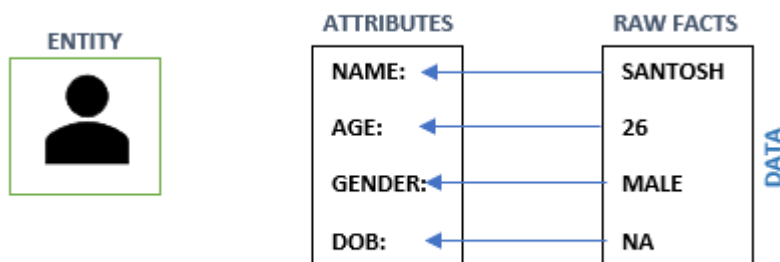 ENTITY
ATTRIBUTES
NAME:
AGE:
GENDER:
DOB:
RAW FACTS
SANTOSH
26
MALE
NA
DATA